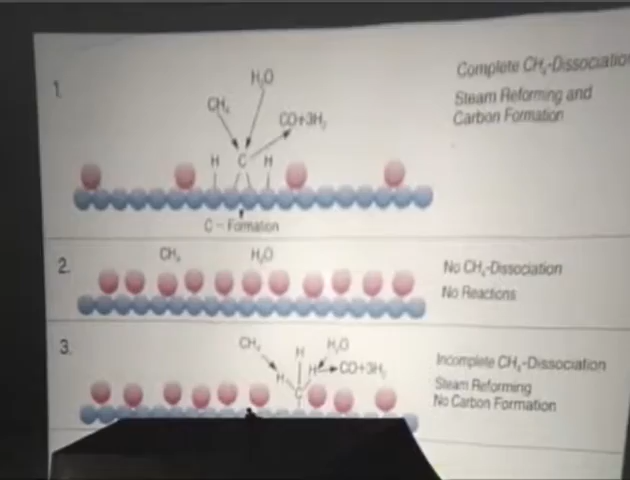 1.
H₂O
CH₄
CO+3H₂
H C H
C - Formation
Complete CH₄-Dissociation
Steam Reforming and
Carbon Formation
2.
CH₄ H₂O
No CH₄-Dissociation
No Reactions
3.
CH₄ H H₂O
H H CO+3H₂
C
Incomplete CH₄-Dissociation
Steam Reforming
No Carbon Formation